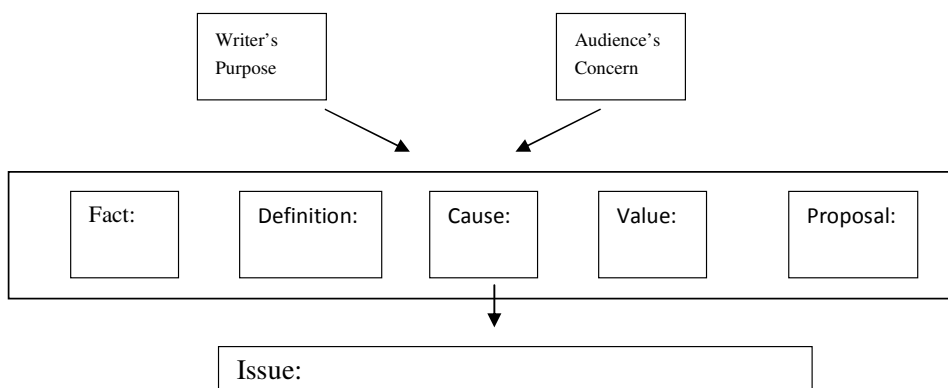 Writer's
Purpose
Audience's
Concern
Fact:
Definition:
Cause:
Value:
Proposal:
Issue: